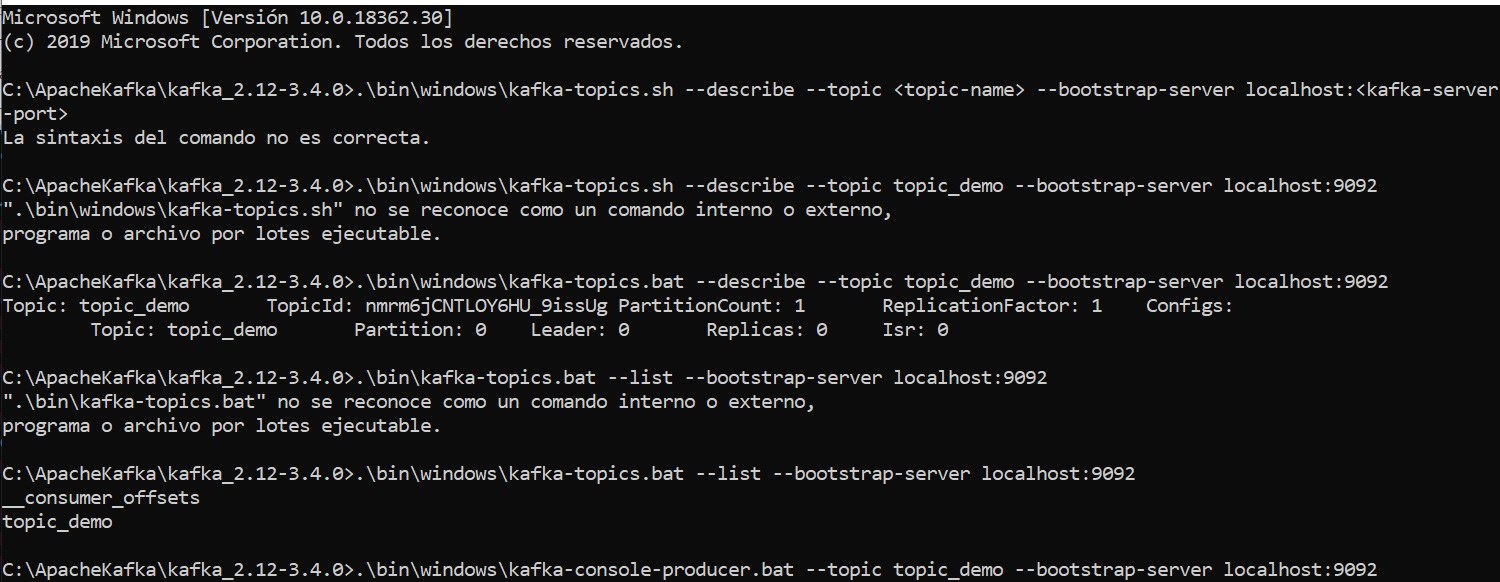 Microsoft Windows [Versión 10.0.18362.30]
(c) 2019 Microsoft Corporation. Todos los derechos reservados.
C:\ApacheKafka\kafka_2.12-3.4.0>.\bin\windows\kafka-topics.sh --describe --topic <topic-name> --bootstrap-server localhost:<kafka-server
-port>
La sintaxis del comando no es correcta.
C:\ApacheKafka\kafka_2.12-3.4.0>.\bin\windows\kafka-topics.sh --describe --topic topic_demo --bootstrap-server localhost:9092
".\bin\windows\kafka-topics.sh" no se reconoce como un comando interno o externo,
programa o archivo por lotes ejecutable.
C:\ApacheKafka\kafka_2.12-3.4.0>.\bin\windows\kafka-topics.bat --describe --topic topic_demo --bootstrap-server localhost:9092
Topic: topic_demo       TopicId: nmrm6jCNTLOY6HU_9issUg PartitionCount: 1       ReplicationFactor: 1    Configs:
        Topic: topic_demo       Partition: 0    Leader: 0       Replicas: 0     Isr: 0
C:\ApacheKafka\kafka_2.12-3.4.0>.\bin\kafka-topics.bat --list --bootstrap-server localhost:9092
".\bin\kafka-topics.bat" no se reconoce como un comando interno o externo,
programa o archivo por lotes ejecutable.
C:\ApacheKafka\kafka_2.12-3.4.0>.\bin\windows\kafka-topics.bat --list --bootstrap-server localhost:9092
__consumer_offsets
topic_demo
C:\ApacheKafka\kafka_2.12-3.4.0>.\bin\windows\kafka-console-producer.bat --topic topic_demo --bootstrap-server localhost:9092